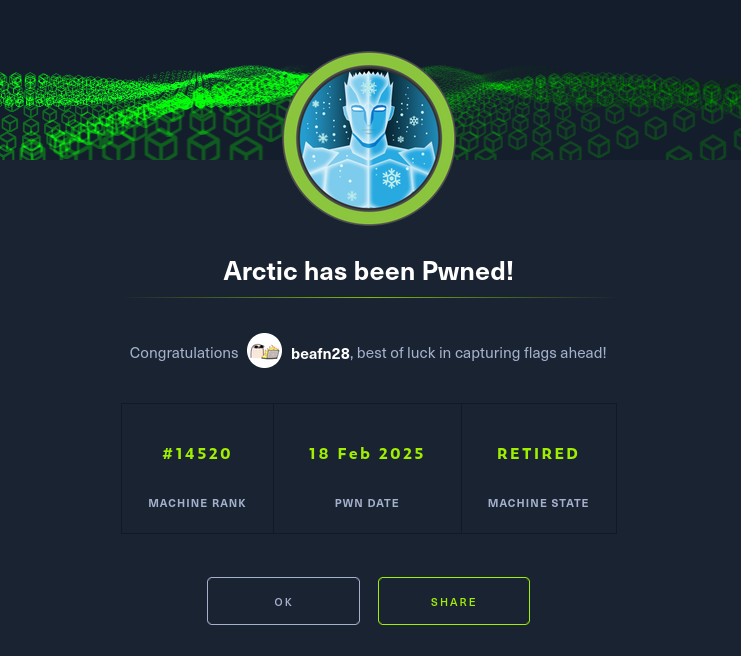 Arctic has been Pwned!
Congratulations beafn28, best of luck in capturing flags ahead!
#14520 18 Feb 2025 RETIRED
MACHINE RANK PWN DATE MACHINE STATE
OK SHARE